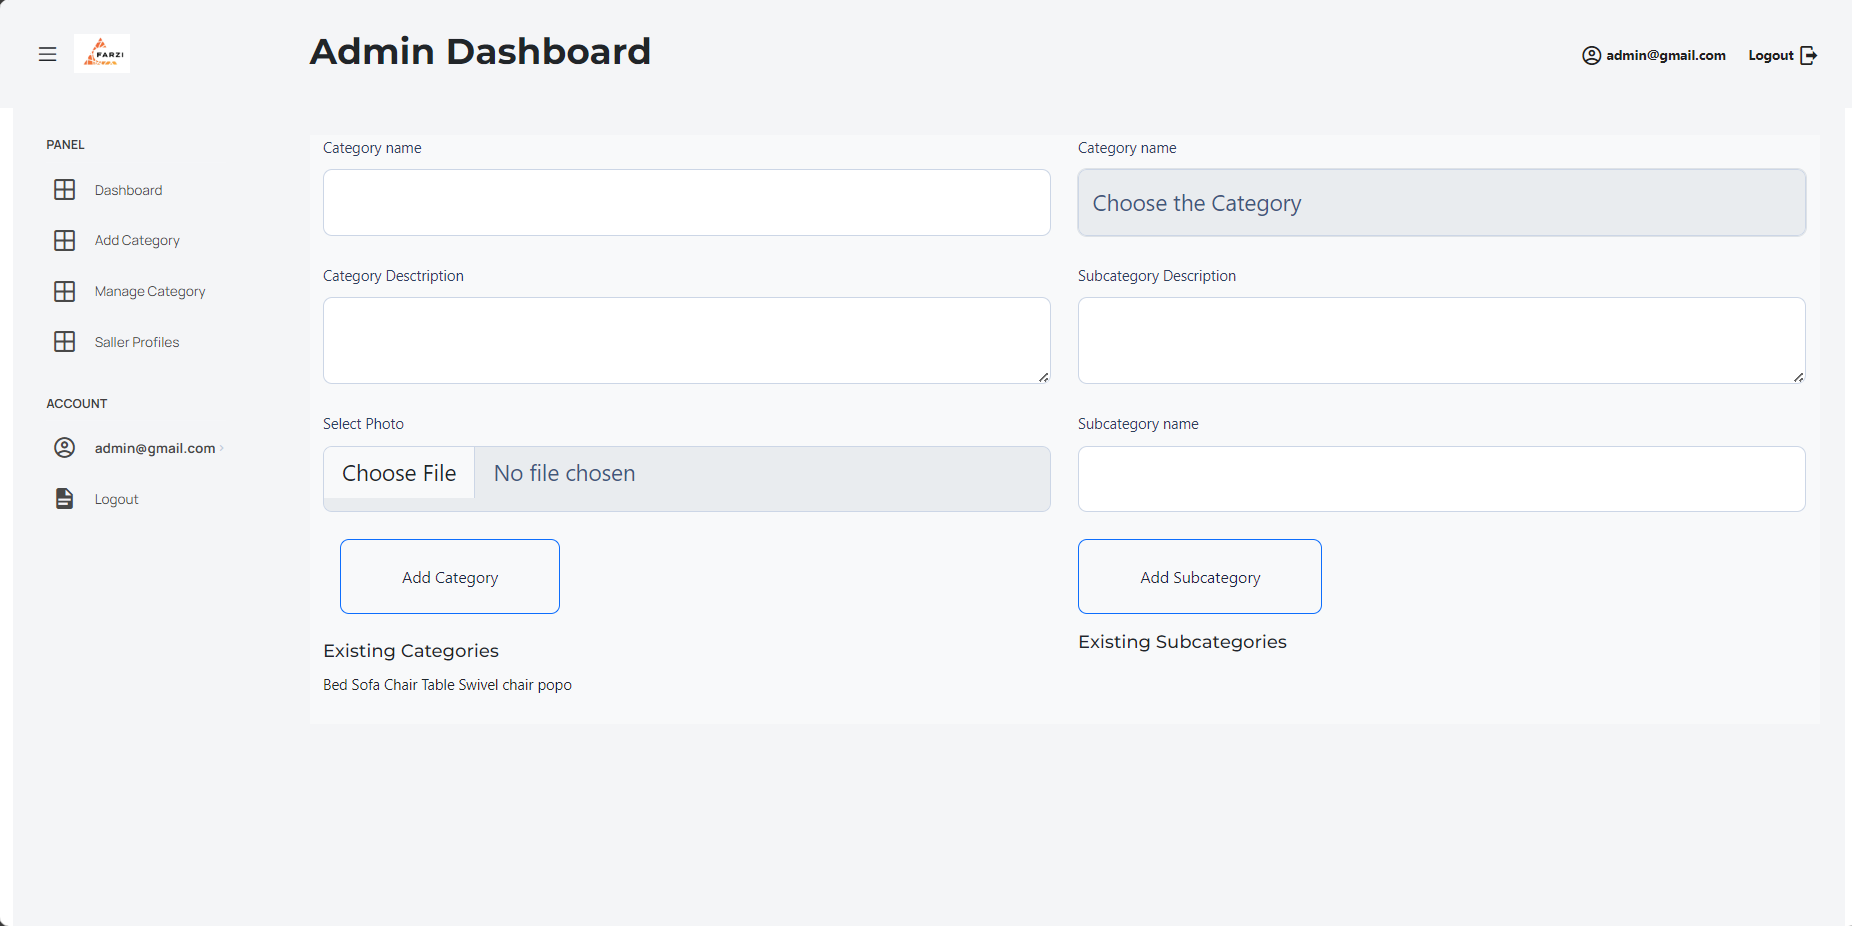 FARZI
Admin Dashboard
admin@gmail.com
Logout
PANEL
Dashboard
Add Category
Manage Category
Saller Profiles
ACCOUNT
admin@gmail.com
Logout
Category name
Category Desctription
Select Photo
Choose File No file chosen
Add Category
Existing Categories
Bed Sofa Chair Table Swivel chair popo
Category name
Choose the Category
Subcategory Description
Subcategory name
Add Subcategory
Existing Subcategories